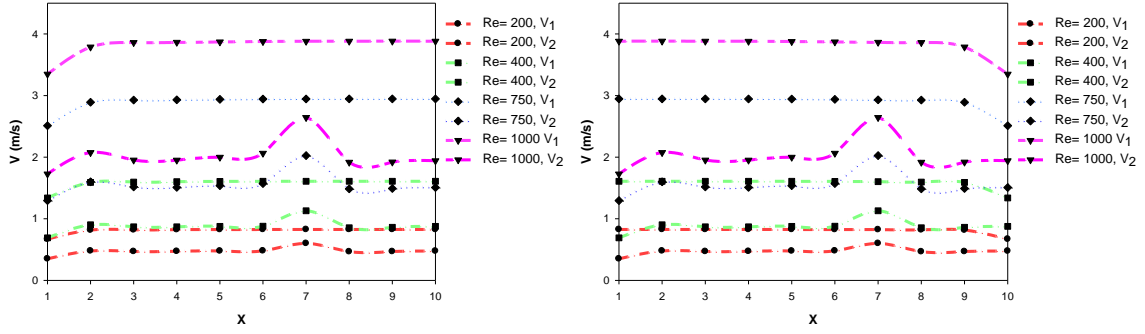 V (m/s)
4
3
2
1
0
1 2 3 4 5 6 7 8 9 10
X
Re= 200, V1
Re= 200, V2
Re= 400, V1
Re= 400, V2
Re= 750, V1
Re= 750, V2
Re= 1000 V1
Re= 1000, V2
V (m/s)
4
3
2
1
0
1 2 3 4 5 6 7 8 9 10
X
Re= 200, V1
Re= 200, V2
Re= 400, V1
Re= 400, V2
Re= 750, V1
Re= 750, V2
Re= 1000 V1
Re= 1000, V2